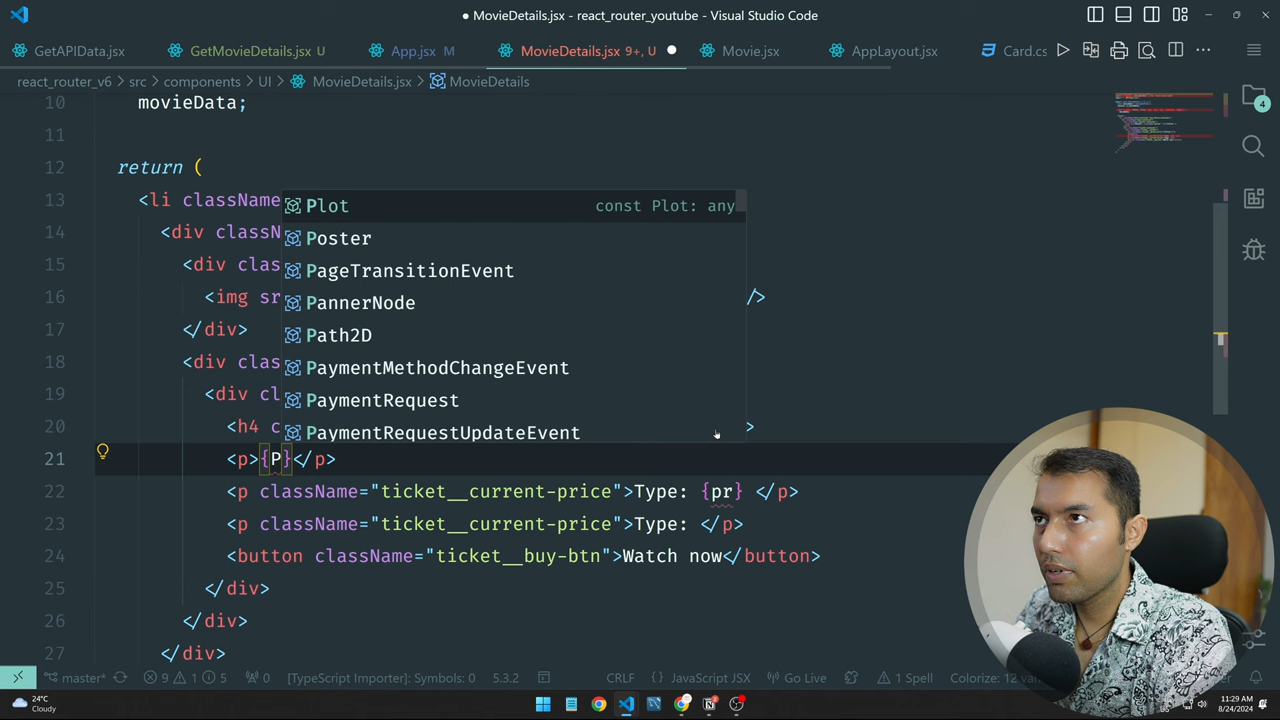 ● MovieDetails.jsx - react_router_youtube - Visual Studio Code
GetAPIData.jsx GetMovieDetails.jsx U App.jsx M MovieDetails.jsx 9+, U Movie.jsx AppLayout.jsx Card.cs
react_router_v6 > src > components > UI > MovieDetails.jsx > MovieDetails
10 movieData;
11
12 return (
13 <li className
Plot const Plot: any
14 <div classN
Poster
15 <div clas
PageTransitionEvent
16 <img sr
PannerNode />
17 </div>
Path2D
18 <div clas
PaymentMethodChangeEvent
19 <div cl
PaymentRequest
20 <h4 c
PaymentRequestUpdateEvent >
21 <p>{P}</p>
22 <p className="ticket__current-price">Type: {pr} </p>
23 <p className="ticket__current-price">Type: </p>
24 <button className="ticket__buy-btn">Watch now</button>
25 </div>
26 </div>
27 </div>
4
master* 9 1 5 0 [TypeScript Importer]: Symbols: 0 5.3.2 CRLF {} JavaScript JSX Go Live 1 Spell Colorize: 12 var
24°C
Cloudy
11:29 AM
8/24/2024